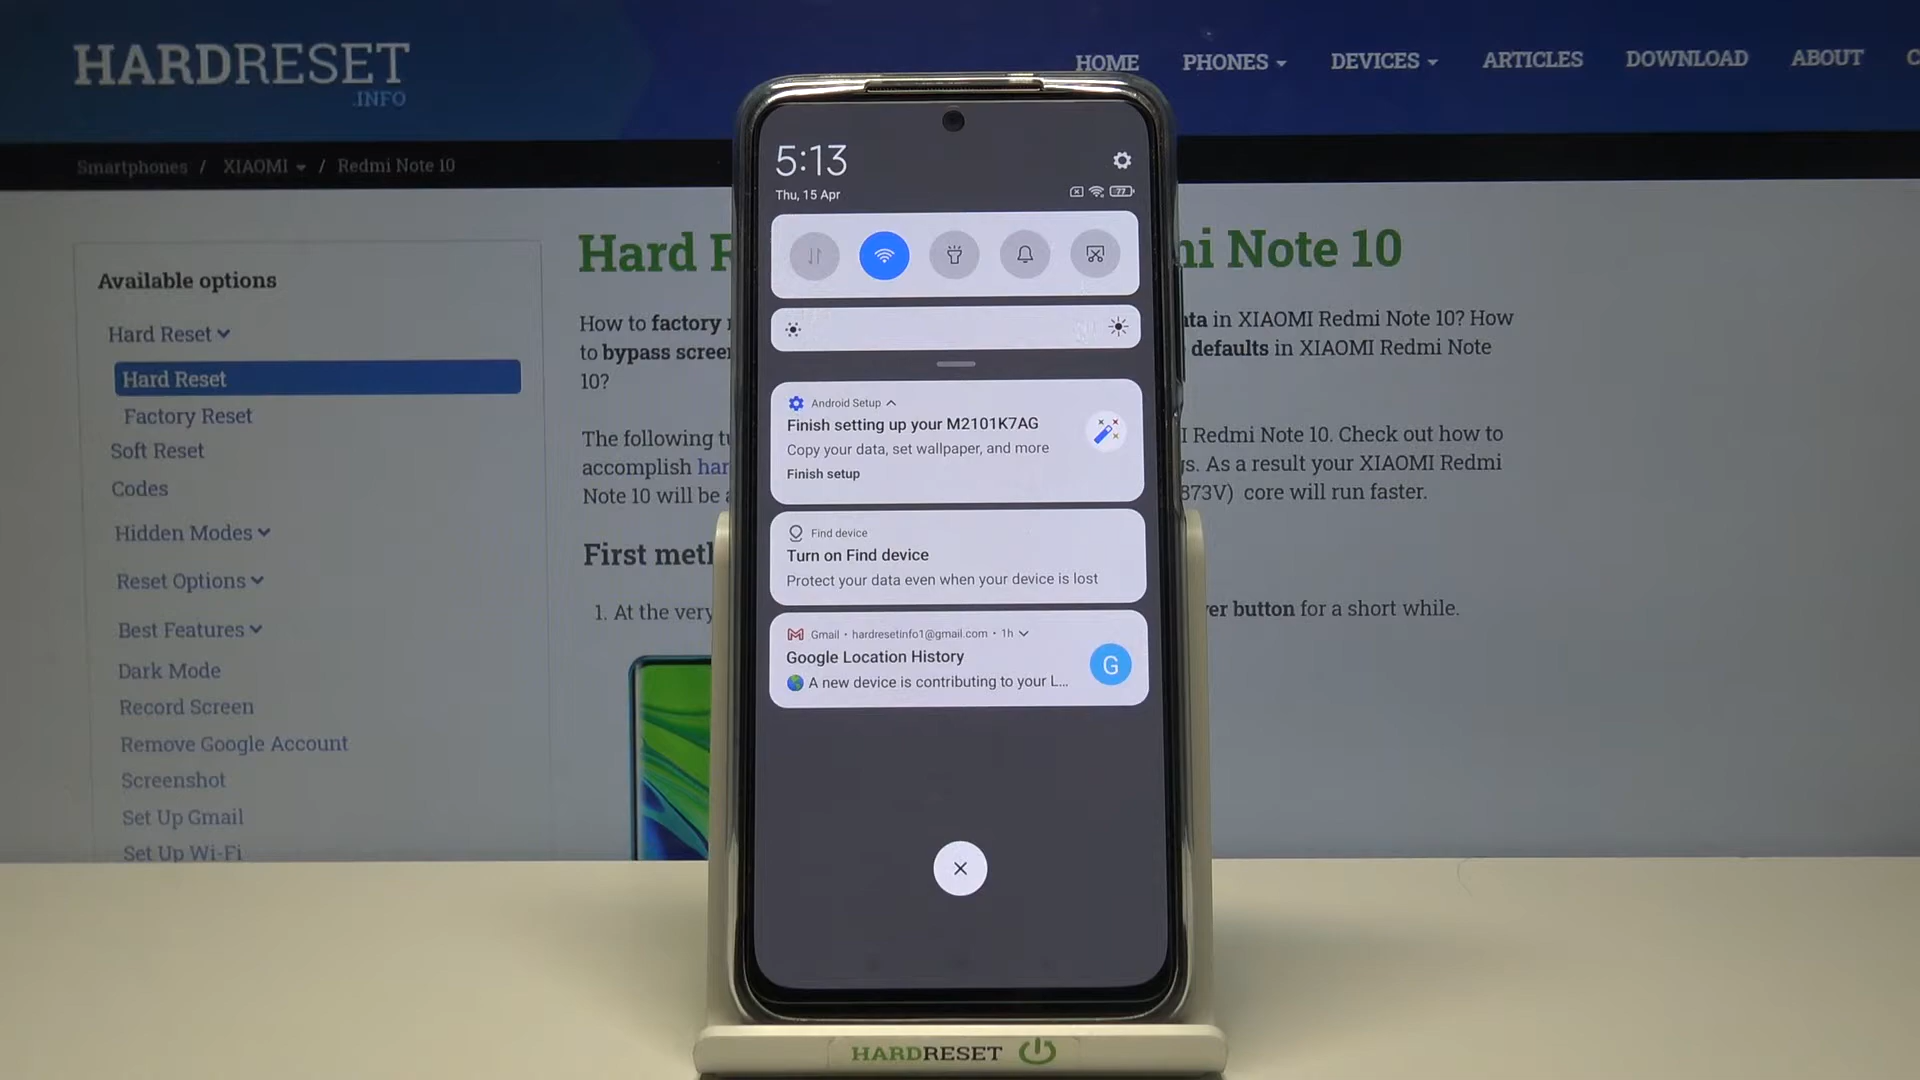 HARDRESET
.INFO
HOME PHONES DEVICES ARTICLES DOWNLOAD ABOUT
Smartphones / XIAOMI / Redmi Note 10
Available options
Hard Reset
Hard Reset
Factory Reset
Soft Reset
Codes
Hidden Modes
Reset Options
Best Features
Dark Mode
Record Screen
Remove Google Account
Screenshot
Set Up Gmail
Set Up Wi-Fi
Hard
mi Note 10
How to factory
in XIAOMI Redmi Note 10? How
to bypass
defaults in XIAOMI Redmi Note
10?
The following
Redmi Note 10. Check out how to
accomplish
As a result your XIAOMI Redmi
Note 10 will be
873V) core will run faster.
First
1. At the very
button for a short while.
5:13
Thu, 15 Apr
77
Android Setup
Finish setting up your M2101K7AG
Copy your data, set wallpaper, and more
Finish setup
Find device
Turn on Find device
Protect your data even when your device is lost
Gmail • hardresetinfo1@gmail.com • 1h
Google Location History
A new device is contributing to your L...
G
HARDRESET